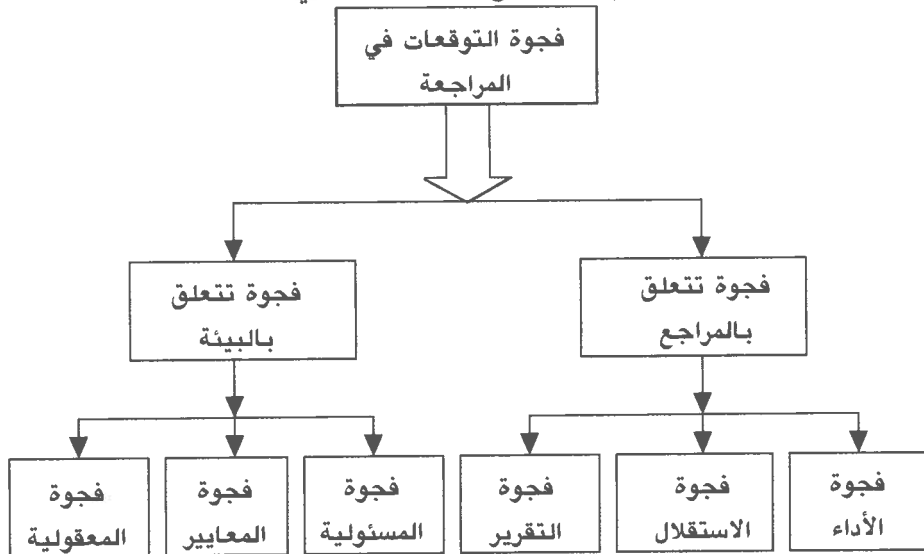 فجوة التوقعات في
المراجعة
فجوة تتعلق
بالمراجع
فجوة تتعلق
بالبيئة
فجوة
الأداء
فجوة
الاستقلال
فجوة
التقرير
فجوة
المسئولية
فجوة
المعايير
فجوة
المعقولية